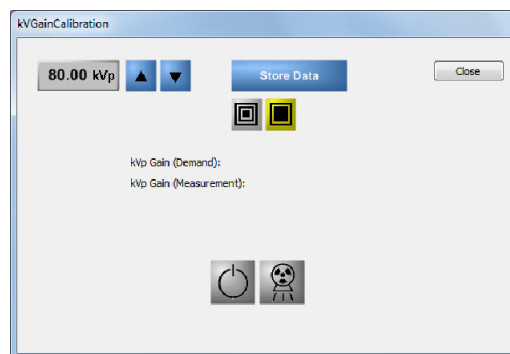 kVGainCalibration
80.00 kVp
Store Data
Close
kVp Gain (Demand):
kVp Gain (Measurement):